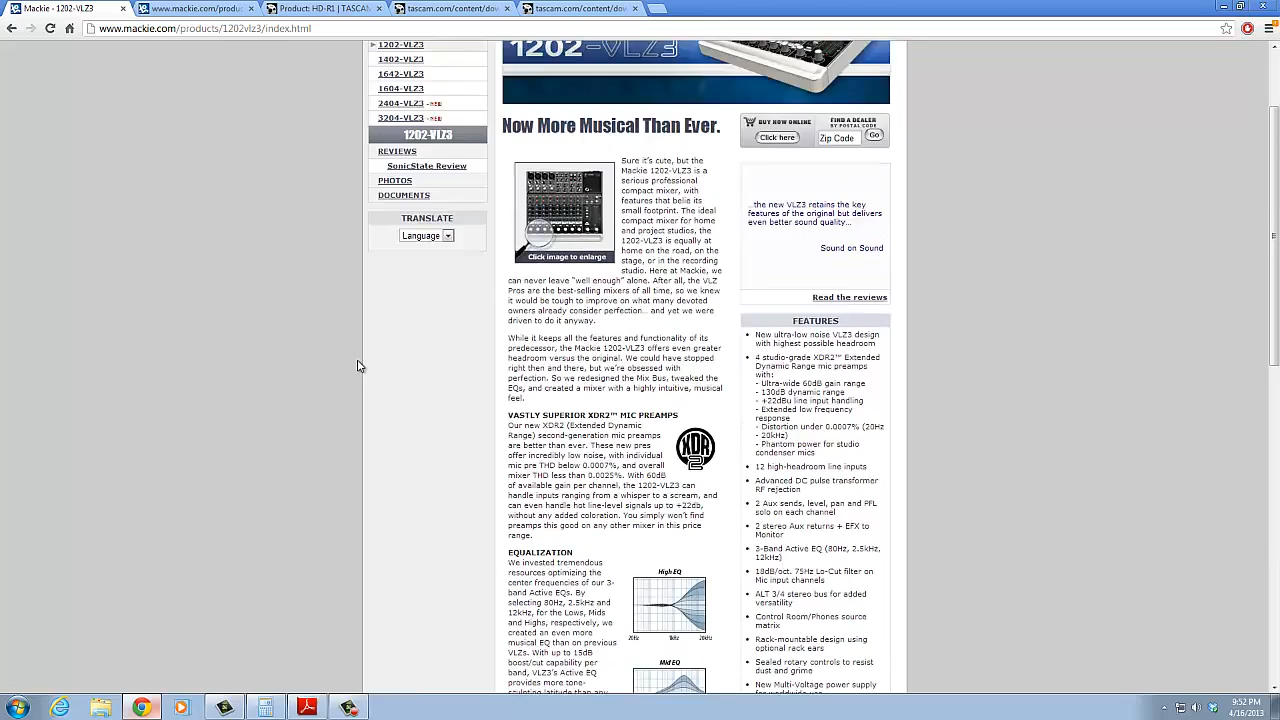 Mackie - 1202-VLZ3
www.mackie.com/produc
Product: HD-R1 | TASCAM
tascam.com/content/dow
tascam.com/content/dow
www.mackie.com/products/1202vlz3/index.html
1202-VLZ3
1402-VLZ3
1642-VLZ3
1604-VLZ3
2404-VLZ3 - NEW
3204-VLZ3 - NEW
1202-VLZ3
REVIEWS
SonicState Review
PHOTOS
DOCUMENTS
TRANSLATE
Language
1202-VLZ3
NOW MORE MUSICAL THAN EVER.
BUY NOW ONLINE
Click here
FIND A DEALER
BY POSTAL CODE
Zip Code
Go
Click image to enlarge
Sure it's cute, but the
Mackie 1202-VLZ3 is a
serious professional
compact mixer, with
features that belie its
small footprint. The ideal
compact mixer for home
and project studios, the
1202-VLZ3 is equally at
home on the road, on the
stage, or in the recording
studio. Here at Mackie, we
can never leave "well enough" alone. After all, the VLZ
Pros are the best-selling mixers of all time, so we knew
it would be tough to improve on what many devoted
owners already consider perfection... and yet we were
driven to do it anyway.
While it keeps all the features and functionality of its
predecessor, the Mackie 1202-VLZ3 offers even greater
headroom versus the original. We could have stopped
right then and there, but we're obsessed with
perfection. So we redesigned the Mix Bus, tweaked the
EQs, and created a mixer with a highly intuitive, musical
feel.
VASTLY SUPERIOR XDR2™ MIC PREAMPS
Our new XDR2 (Extended Dynamic
Range) second-generation mic preamps
are better than ever. These new pres
offer incredibly low noise, with individual
mic pre THD below 0.0007%, and overall
mixer THD less than 0.0025%. With 60dB
of available gain per channel, the 1202-VLZ3 can
handle inputs ranging from a whisper to a scream, and
can even handle hot line-level signals up to +22db,
without any added coloration. You simply won't find
preamps this good on any other mixer in this price
range.
XDR
2
EQUALIZATION
We invested tremendous
resources optimizing the
center frequencies of our 3-
band Active EQs. By
selecting 80Hz, 2.5kHz and
12kHz, for the Lows, Mids
and Highs, respectively, we
created an even more
musical EQ than on previous
VLZs. With up to 15dB
boost/cut capability per
band, VLZ3's Active EQ
provides more tone-
sculpting latitude than any
High EQ
20Hz 1kHz 20kHz
Mid EQ
...the new VLZ3 retains the key
features of the original but delivers
even better sound quality...
Sound on Sound
Read the reviews
FEATURES
New ultra-low noise VLZ3 design
with highest possible headroom
4 studio-grade XDR2™ Extended
Dynamic Range mic preamps
with:
- Ultra-wide 60dB gain range
- 130dB dynamic range
- +22dBu line input handling
- Extended low frequency
response
- Distortion under 0.0007% (20Hz
- 20kHz)
- Phantom power for studio
condenser mics
12 high-headroom line inputs
Advanced DC pulse transformer
RF rejection
2 Aux sends, level, pan and PFL
solo on each channel
2 stereo Aux returns + EFX to
Monitor
3-Band Active EQ (80Hz, 2.5kHz,
12kHz)
18dB/oct. 75Hz Lo-Cut filter on
Mic input channels
ALT 3/4 stereo bus for added
versatility
Control Room/Phones source
matrix
Rack-mountable design using
optional rack ears
Sealed rotary controls to resist
dust and grime
New Multi-Voltage power supply
for worldwide use
9:52 PM
4/16/2013